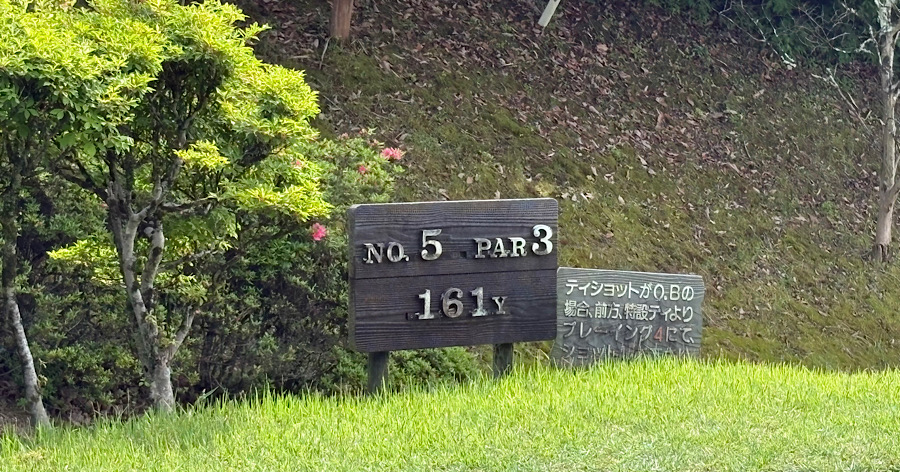 NO. 5 PAR 3
161Y
ティショットがO.Bの
場合、前方、特設ティより
プレーイング4にて、